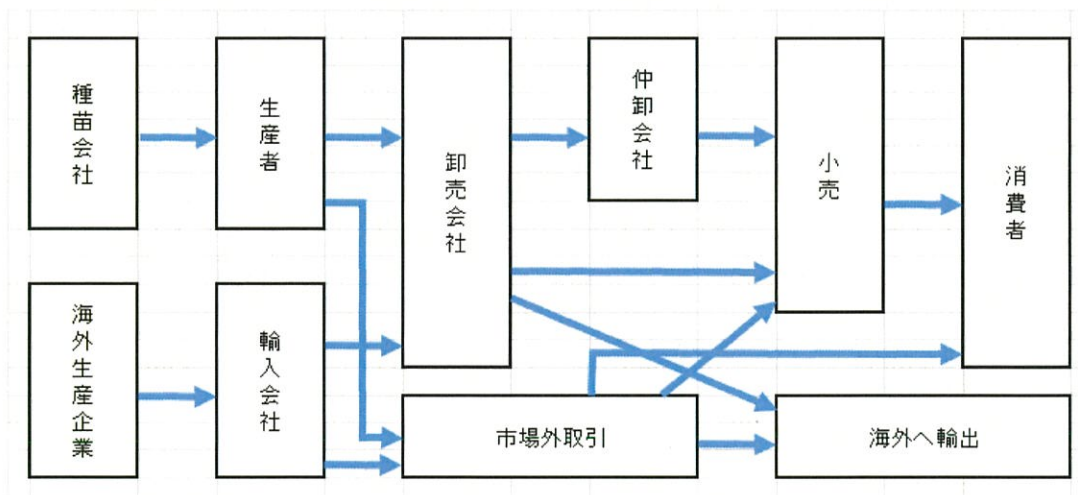 種苗会社
生産者
卸売会社
仲卸会社
小売
消費者
海外生産企業
輸入会社
市場外取引
海外へ輸出